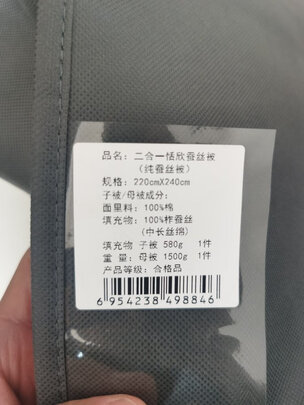 品名：二合一恬欣蚕丝被
（纯蚕丝被）
规格：220cmX240cm
子被/母被成分：
面里料：100%棉
填充物：100%柞蚕丝
（中长丝绵）
填充物 子被 580g 1件
重 量：母被 1500g 1件
产品等级：合格品
6 954238 498846